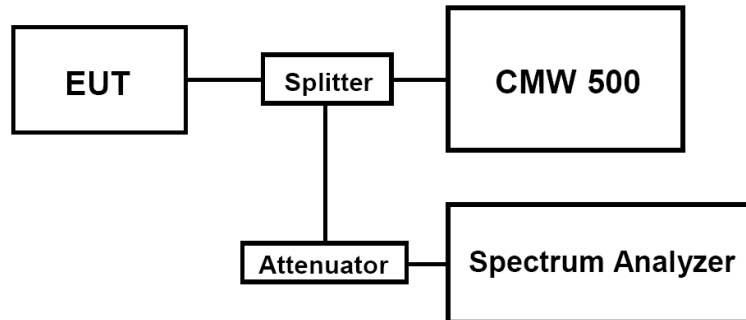 EUT
Splitter
CMW 500
Attenuator
Spectrum Analyzer